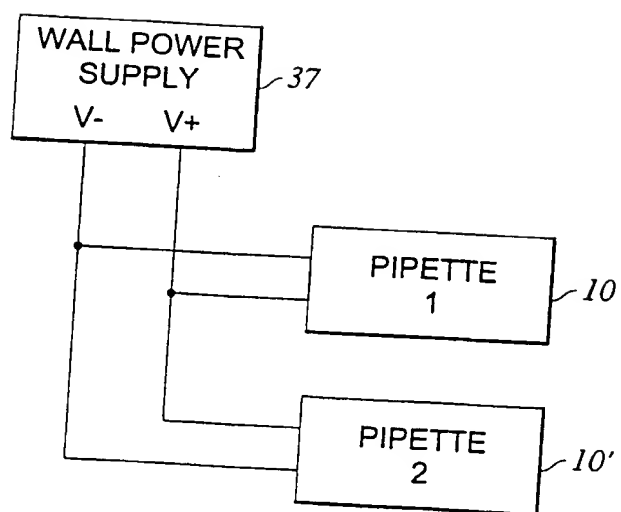 WALL POWER
SUPPLY
V- V+
37
PIPETTE
1
10
PIPETTE
2
10'